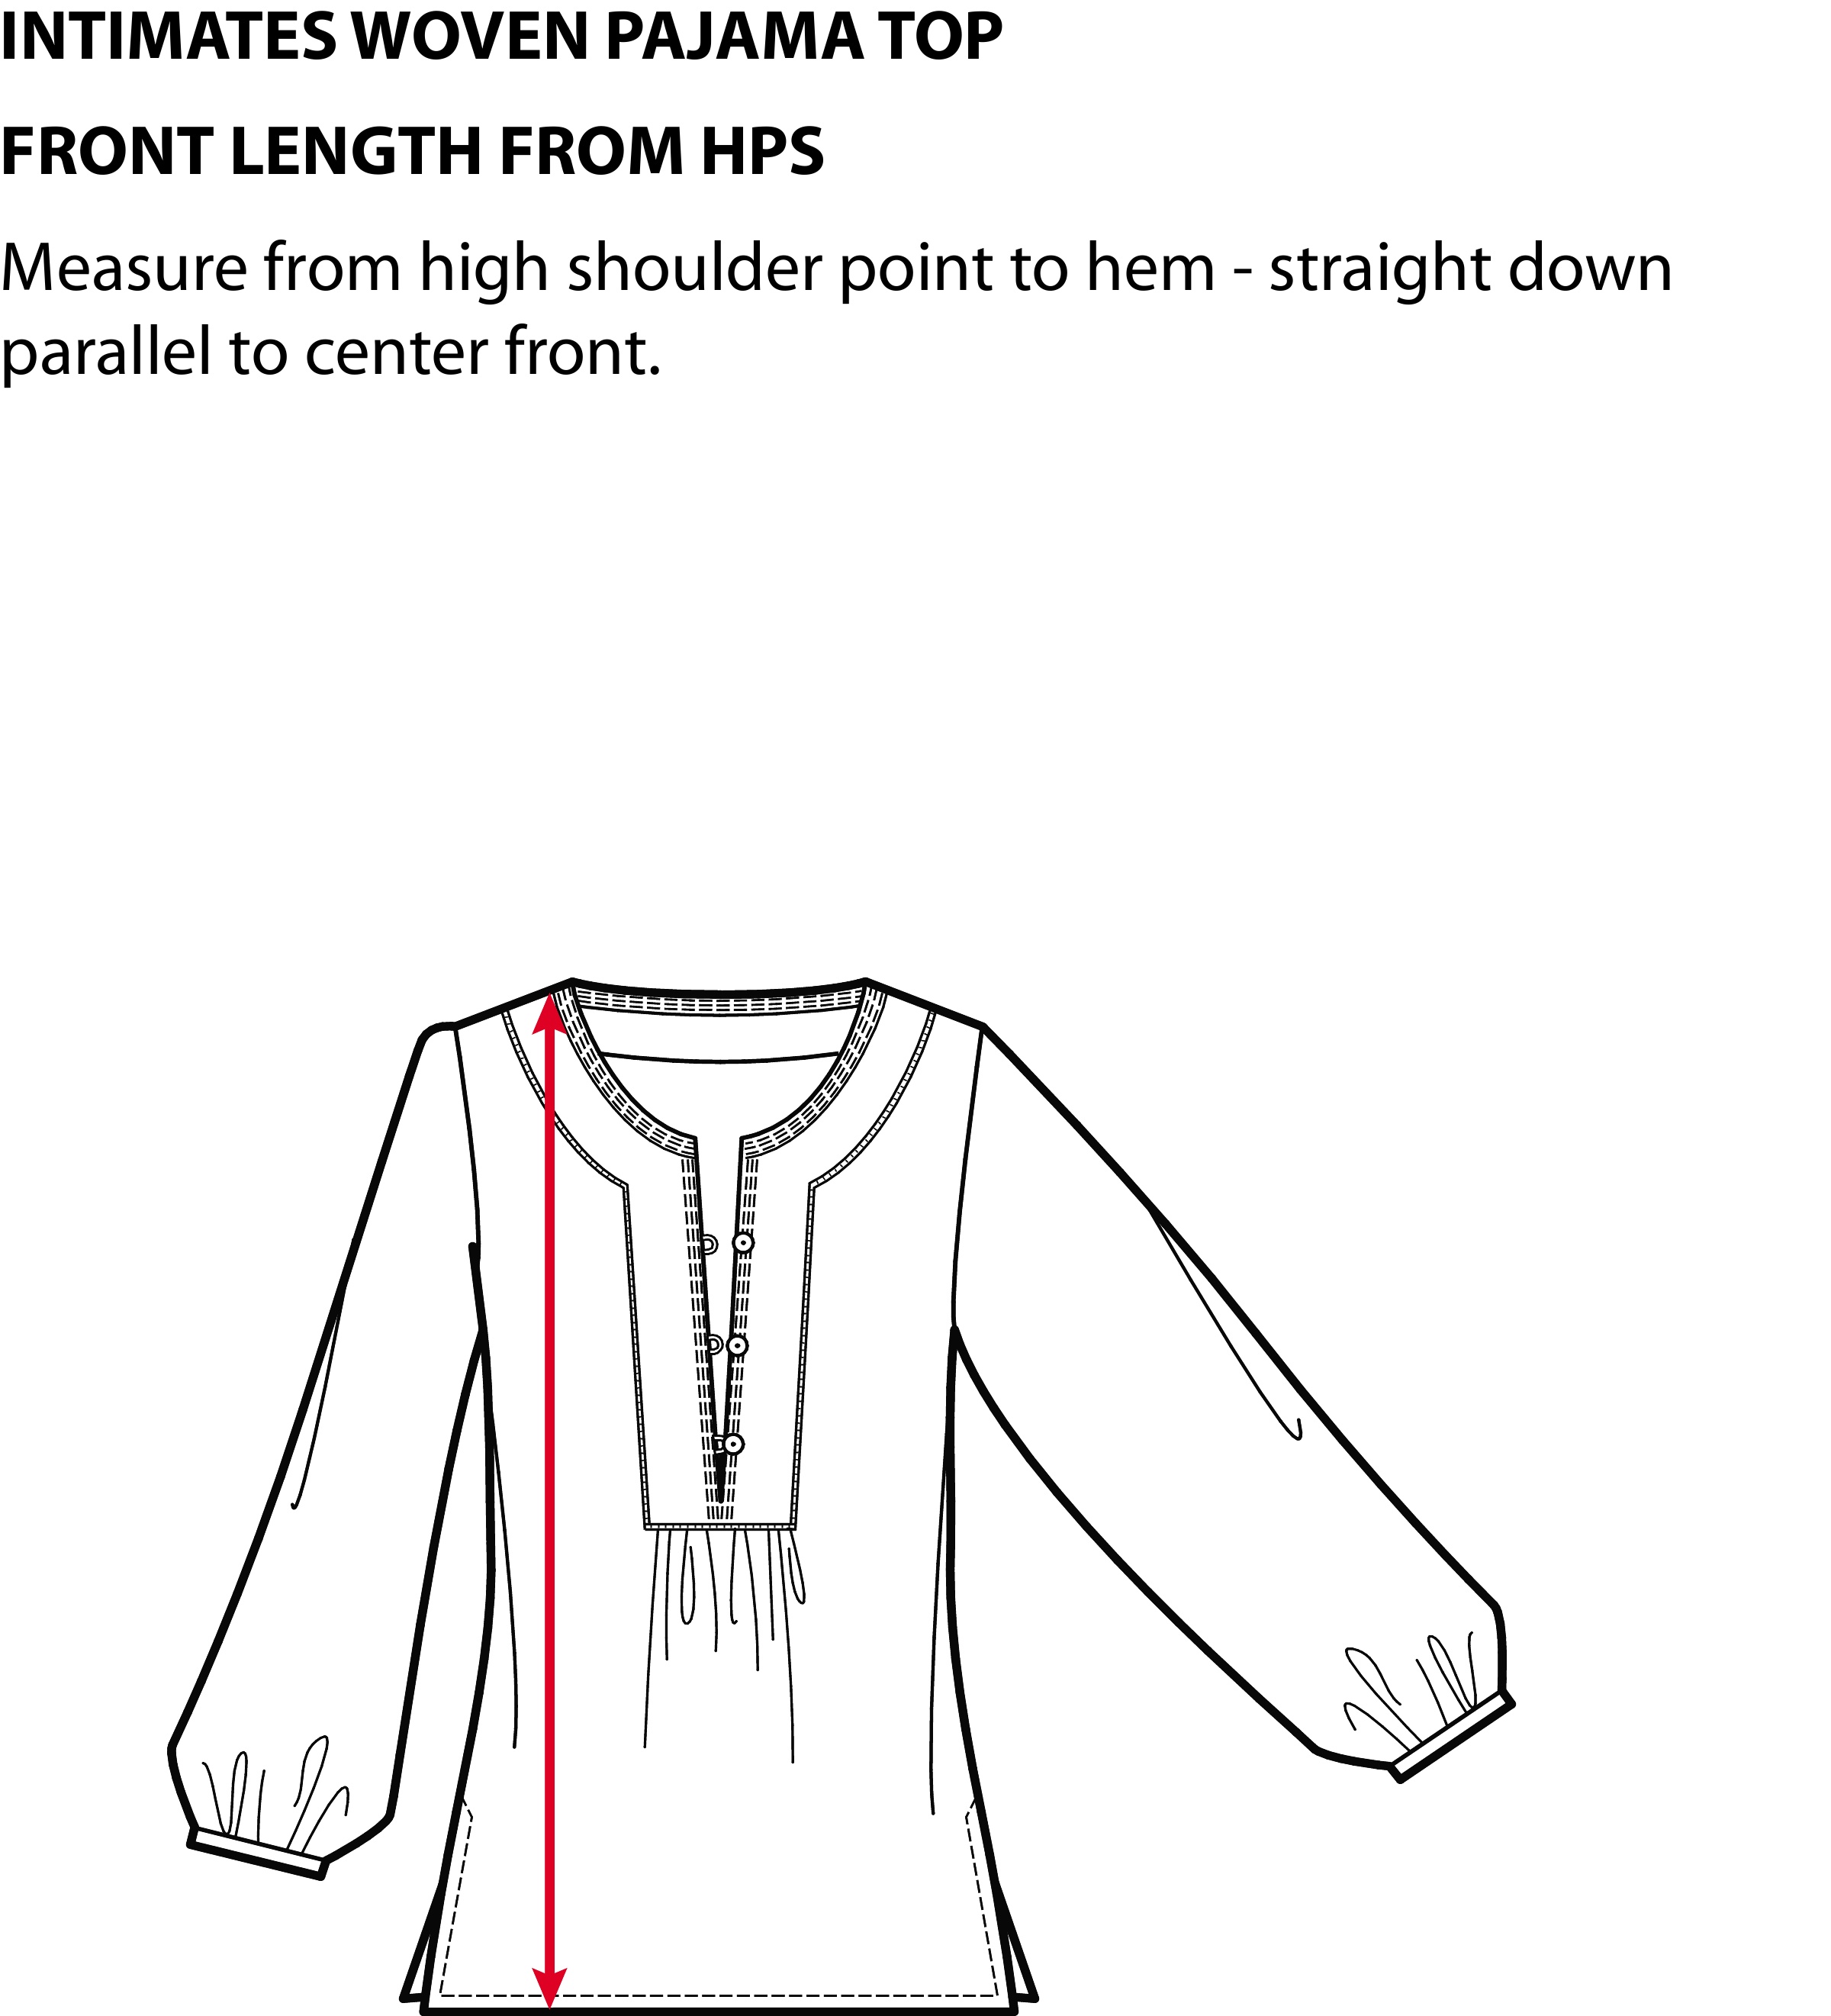 INTIMATES WOVEN PAJAMA TOP
FRONT LENGTH FROM HPS
Measure from high shoulder point to hem - straight down
parallel to center front.